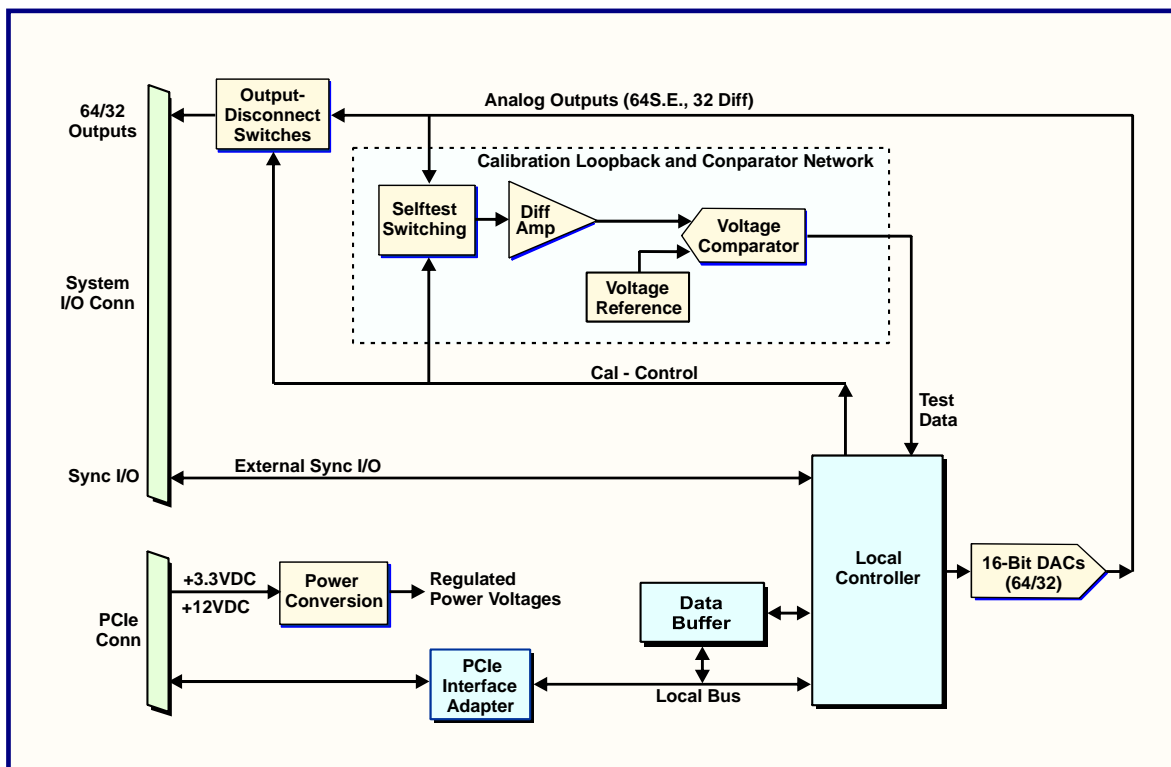 64/32
Outputs
Output-
Disconnect
Switches
Analog Outputs (64S.E., 32 Diff)
Calibration Loopback and Conparator Network
Selftest
Switching
Diff
Amp
Voltage
Comparator
Voltage
Reference
System
I/O Conn
Cal - Control
Test
Data
Sync I/O
External Sync I/O
Local
Controller
16-Bit DACs
(64/32)
PCIe
Conn
+3.3VDC
+12VDC
Power
Conversion
Regulated
Power Voltages
Data
Buffer
PCIe
Interface
Adapter
Local Bus